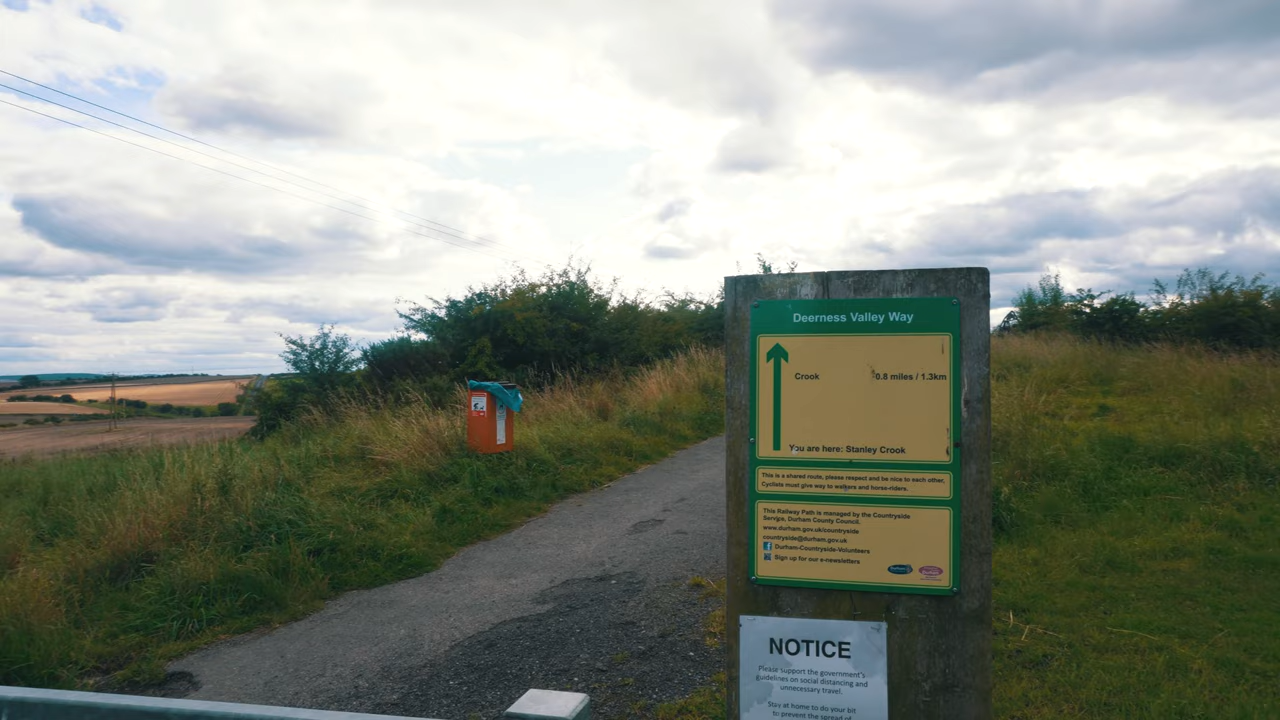 Deerness Valley Way
Crook 0.8 miles / 1.3km
You are here: Stanley Crook
This is a shared route, please respect and be nice to each other,
Cyclists must give way to walkers and horse-riders.
This Railway Path is managed by the Countryside
Service, Durham County Council.
www.durham.gov.uk/countryside
countryside@durham.gov.uk
Durham-Countryside-Volunteers
Sign up for our e-newsletters
NOTICE
Please support the government's
guidelines on social distancing and
unnecessary travel.
Stay at home to do your bit
to prevent the spread of